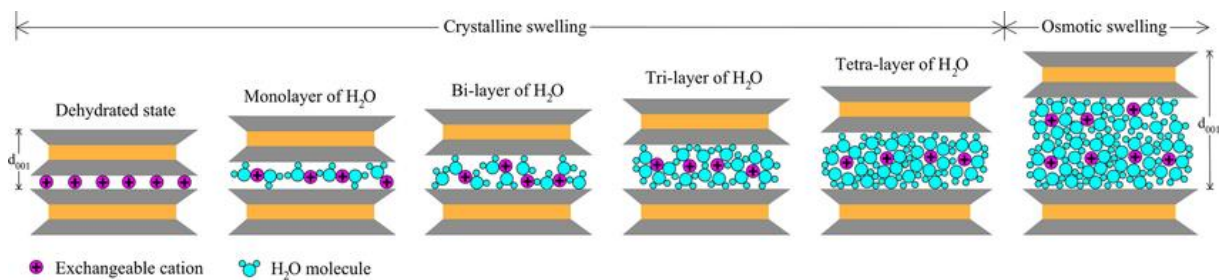 Crystalline swelling
Osmotic swelling
Dehydrated state
Monolayer of H₂O
Bi-layer of H₂O
Tri-layer of H₂O
Tetra-layer of H₂O
d₀₀₁
d₀₀₁
Exchangeable cation
H₂O molecule